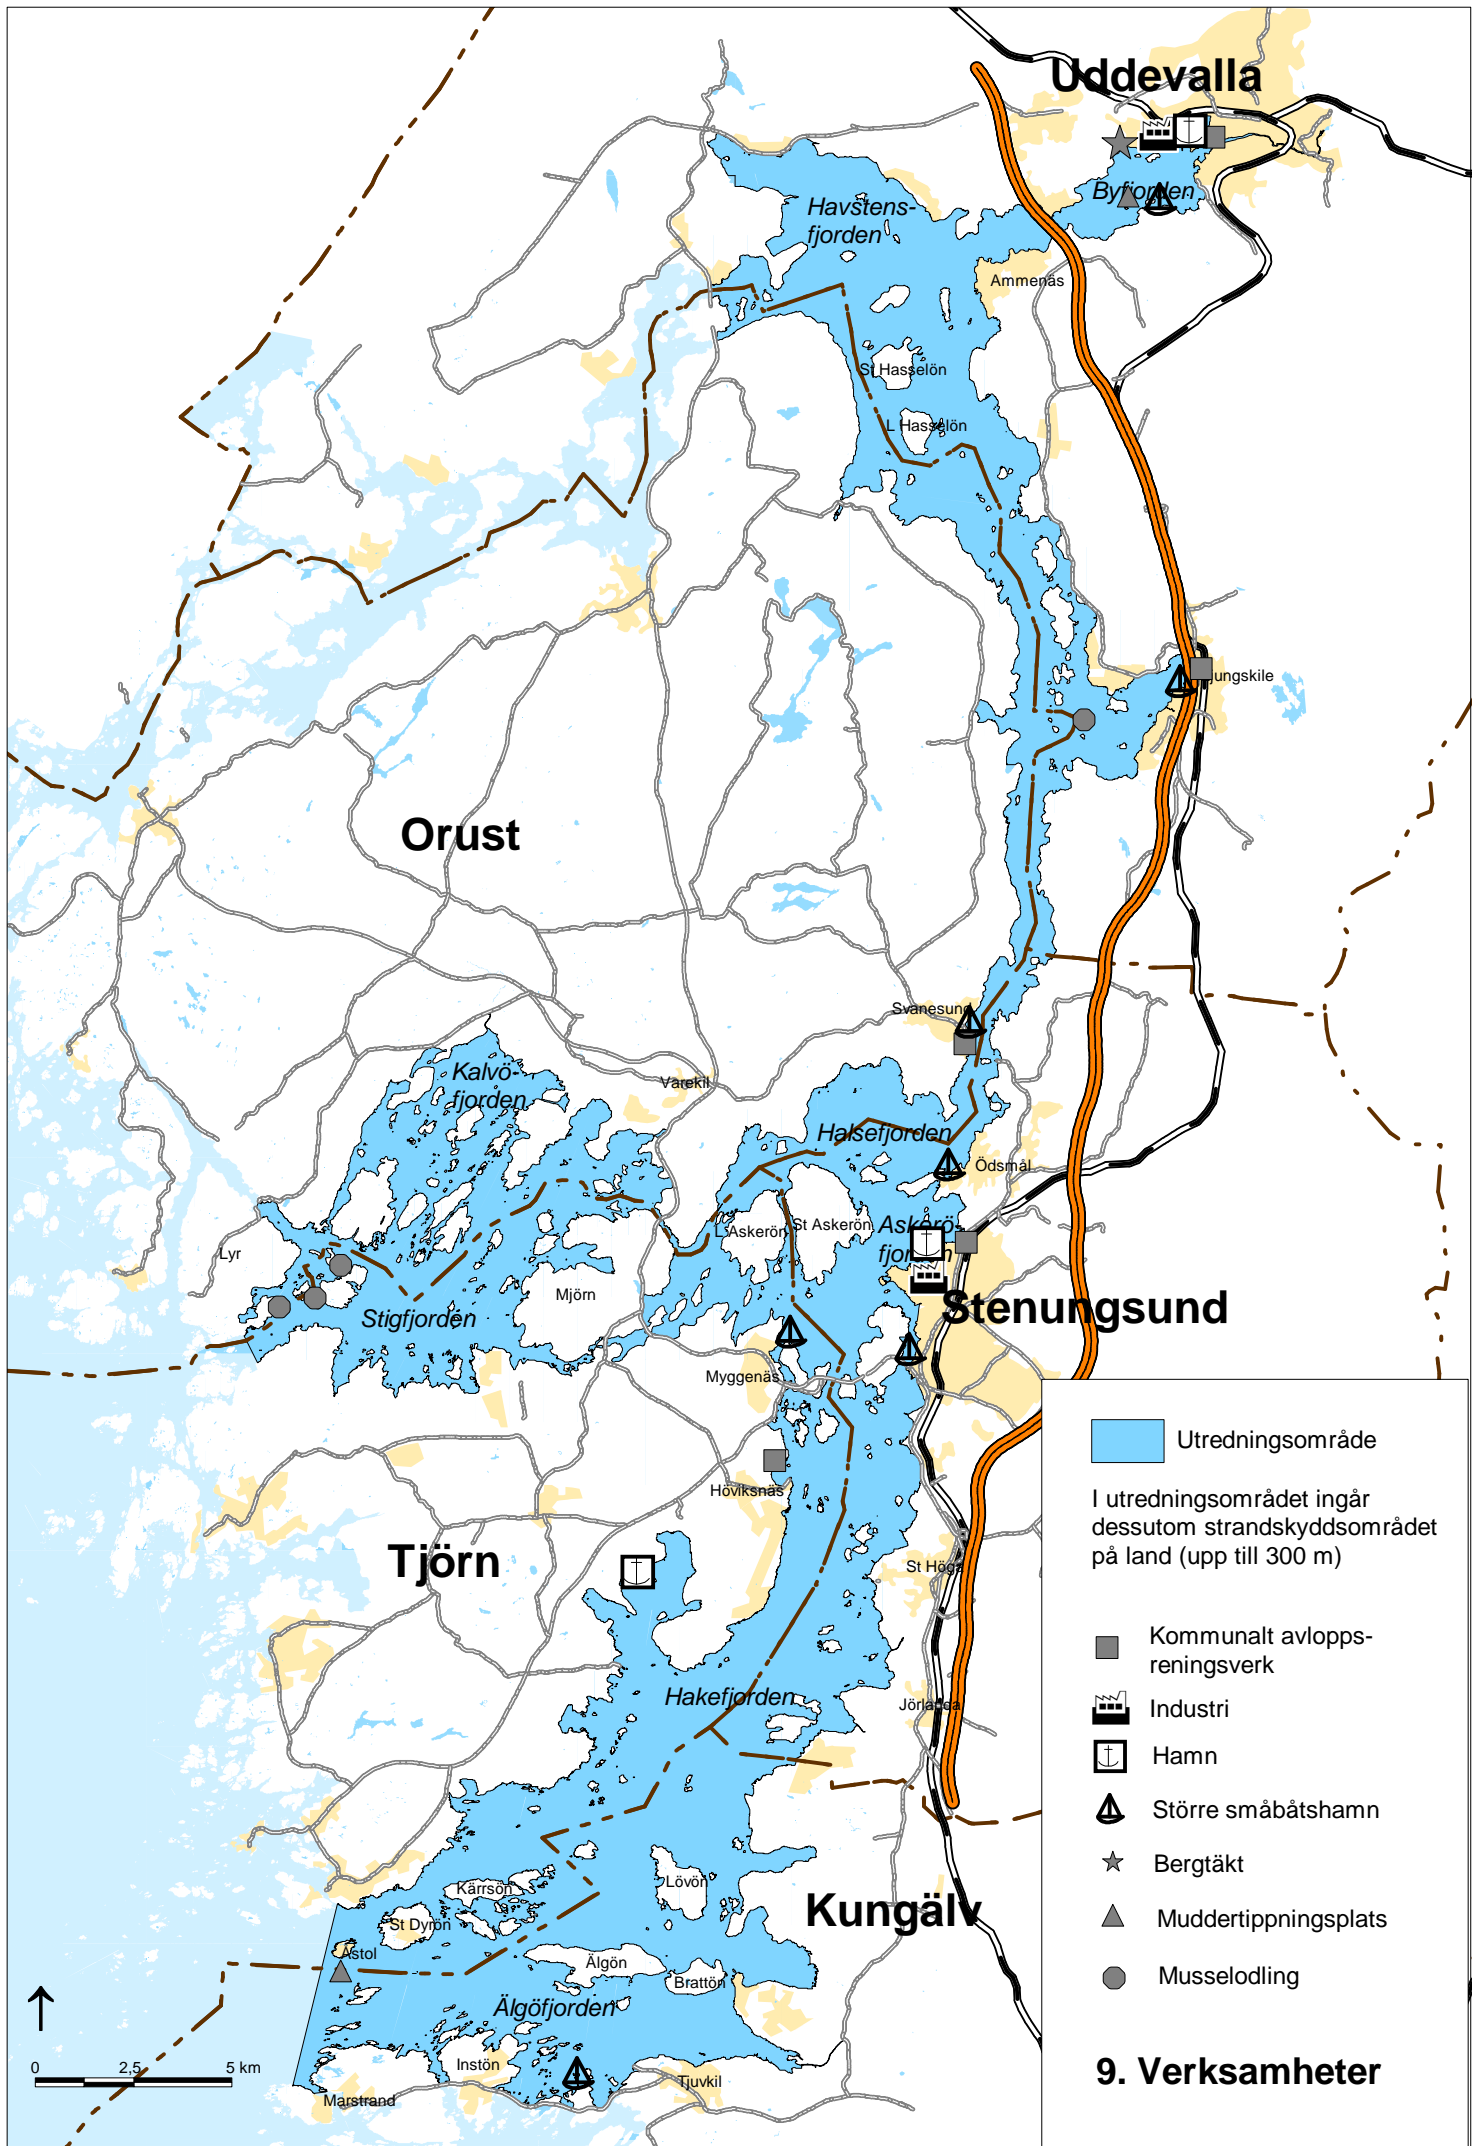 Uddevalla
Byfjorden
Havstens-
fjorden
Ammenäs
St Hasselön
L Hasselön
jungskile
Orust
Svanesund
Kalvö-
fjorden
Varekil
Halsefjorden
Ödsmål
L Askerön
St Askerön
Askerö-
fjorden
Lyr
Mjörn
Stigfjorden
Stenungsund
Myggenäs
Höviksnäs
Tjörn
St Höga
Hakefjorden
Jörlanda
Kärrsön
Lövön
St Dyrön
Kungälv
Åstol
Älgön
Brattön
Älgöfjorden
Instön
Tjuvkil
Marstrand
0 2,5 5 km
Utredningsområde
I utredningsområdet ingår
dessutom strandskyddsområdet
på land (upp till 300 m)
Kommunalt avlopps-
reningsverk
Industri
Hamn
Större småbåtshamn
Bergtäkt
Muddertippningsplats
Musselodling
9. Verksamheter